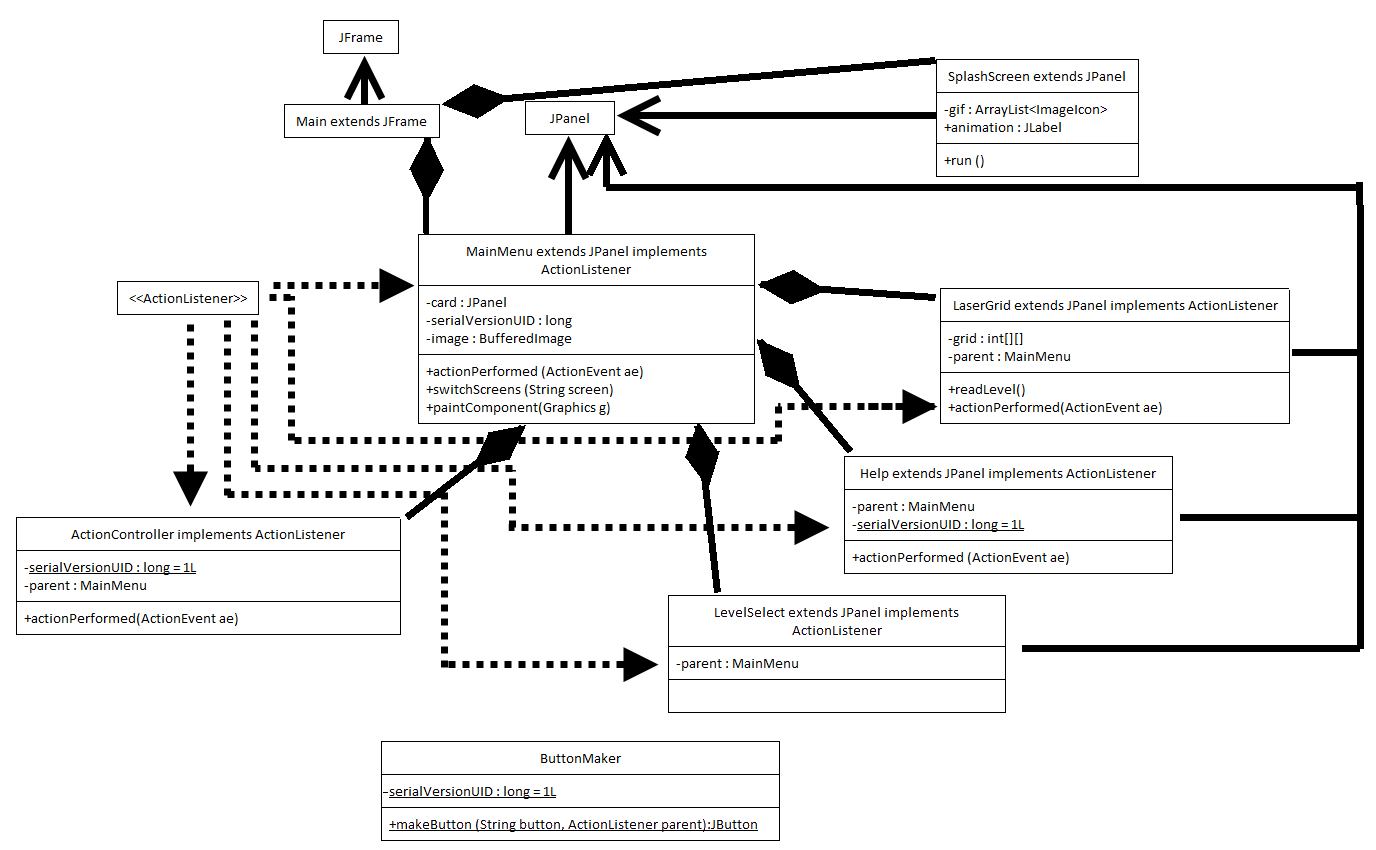 JFrame
SplashScreen extends JPanel
-gif : ArrayList<ImageIcon>
+animation : JLabel
+run ()
Main extends JFrame
JPanel
MainMenu extends JPanel implements
ActionListener
-card : JPanel
-serialVersionUID : long
-image : BufferedImage
+actionPerformed (ActionEvent ae)
+switchScreens (String screen)
+paintComponent(Graphics g)
<<ActionListener>>
LaserGrid extends JPanel implements ActionListener
-grid : int[][]
-parent : MainMenu
+readLevel()
+actionPerformed(ActionEvent ae)
Help extends JPanel implements ActionListener
-parent : MainMenu
-serialVersionUID : long = 1L
+actionPerformed (ActionEvent ae)
ActionController implements ActionListener
-serialVersionUID : long = 1L
-parent : MainMenu
+actionPerformed(ActionEvent ae)
LevelSelect extends JPanel implements
ActionListener
-parent : MainMenu
ButtonMaker
-serialVersionUID : long = 1L
+makeButton (String button, ActionListener parent):JButton